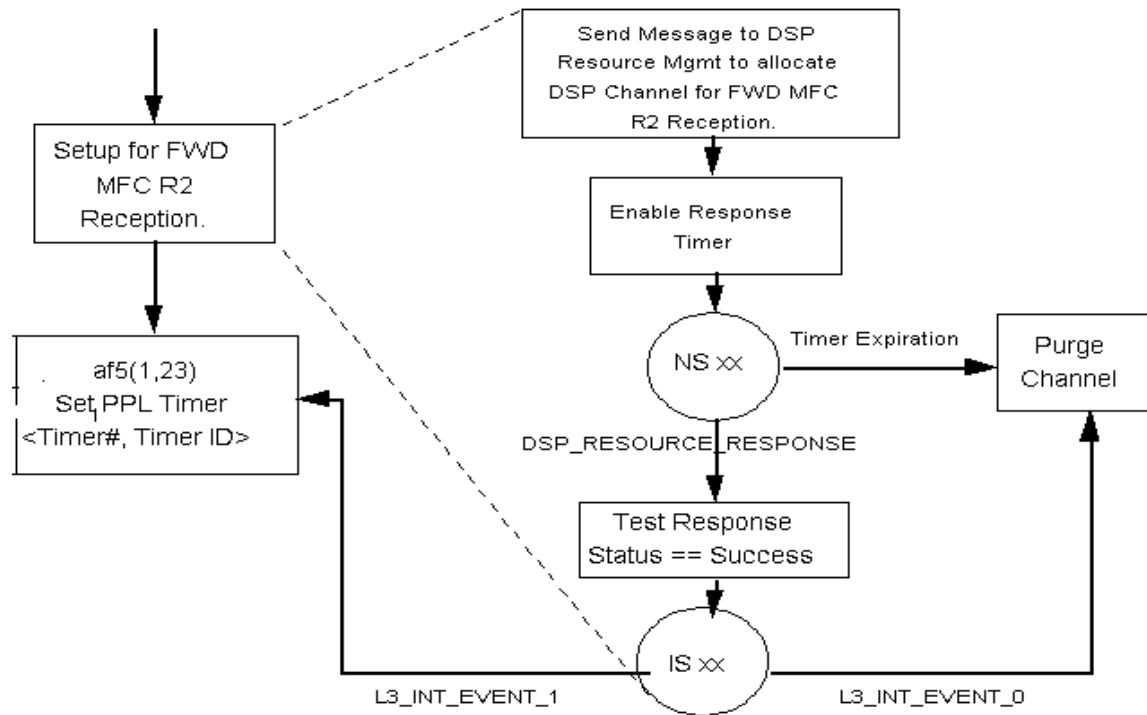 Send Message to DSP
Resource Mgmt to allocate
DSP Channel for FWD MFC
R2 Reception.
Setup for FWD
MFC R2
Reception.
Enable Response
Timer
af5(1,23)
Set PPL Timer
<Timer#, Timer ID>
NS xx
Timer Expiration
Purge
Channel
DSP_RESOURCE_RESPONSE
Test Response
Status == Success
IS xx
L3_INT_EVENT_1
L3_INT_EVENT_0